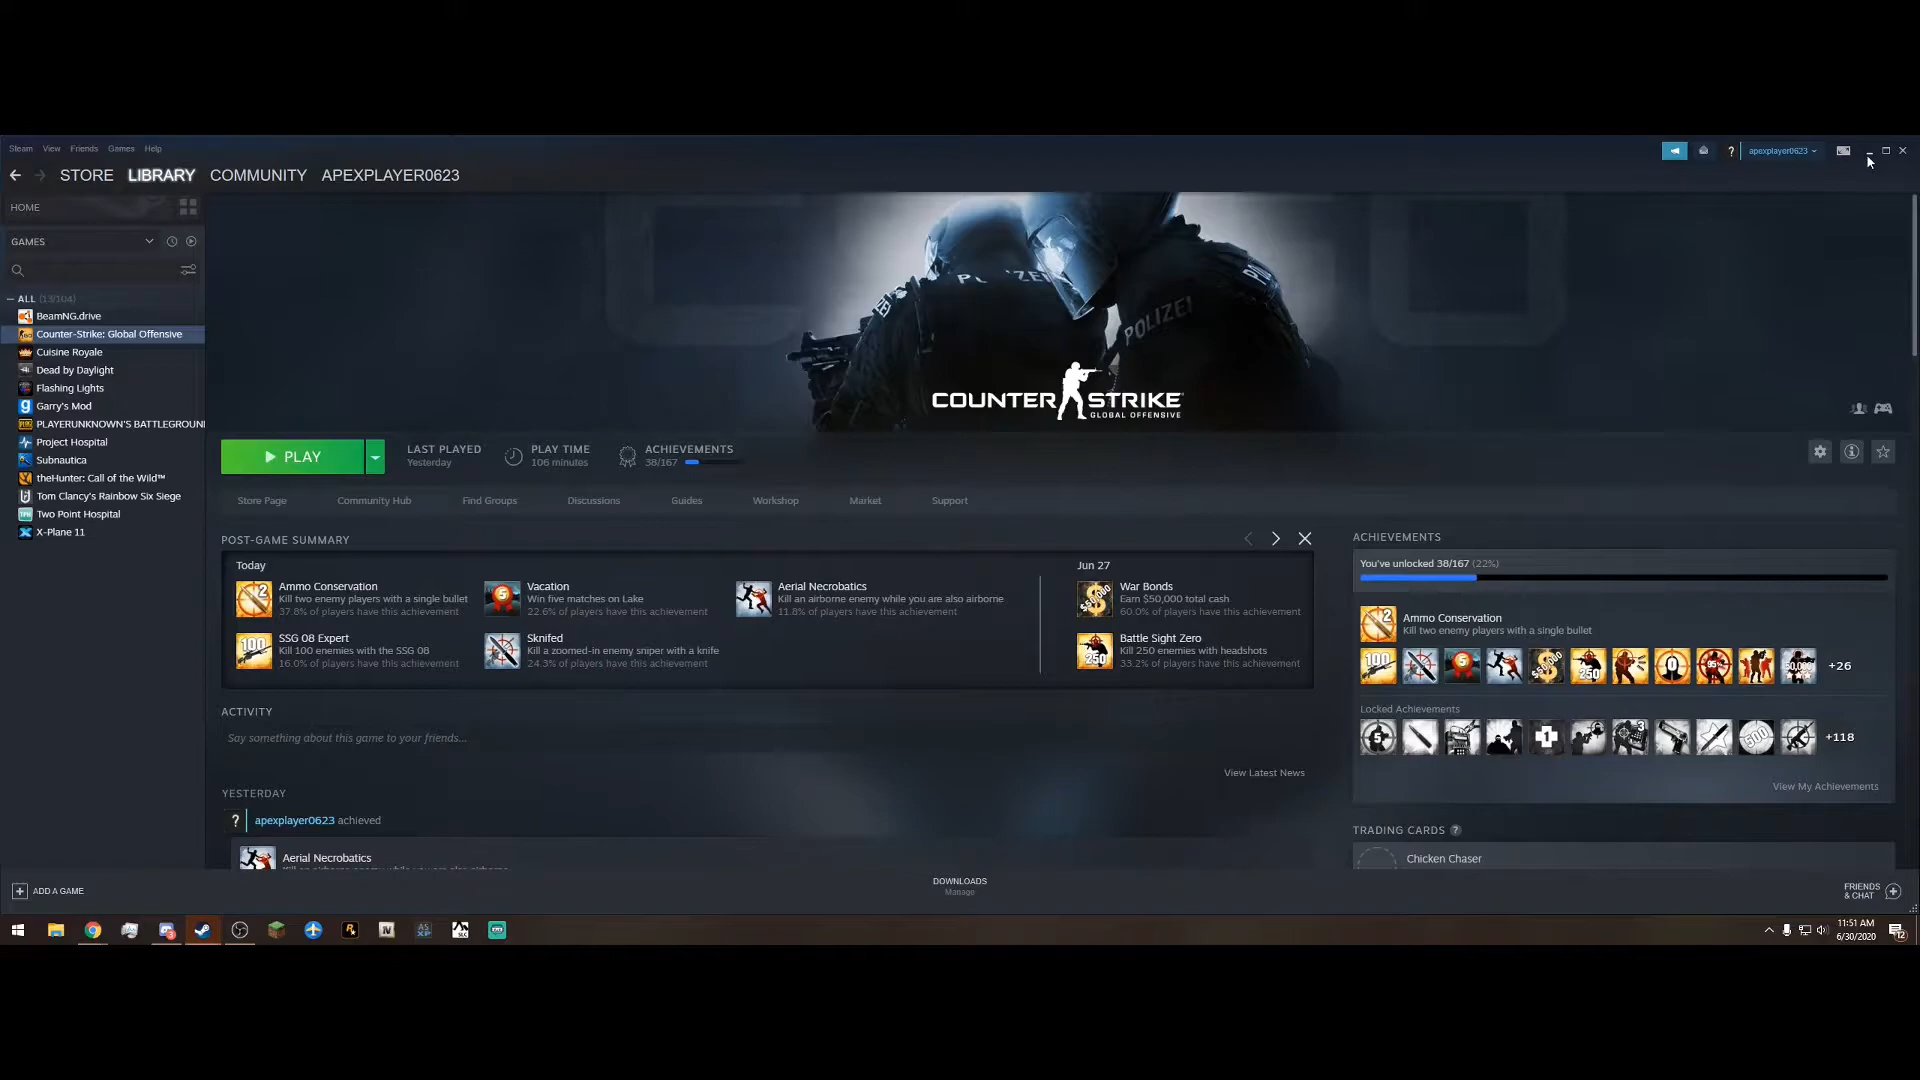 Steam View Friends Games Help
apexplayer0623
STORE LIBRARY COMMUNITY APEXPLAYER0623
HOME
GAMES
ALL (13/104)
BeamNG.drive
Counter-Strike: Global Offensive
Cuisine Royale
Dead by Daylight
Flashing Lights
Garry's Mod
PLAYERUNKNOWN'S BATTLEGROUN
Project Hospital
Subnautica
theHunter: Call of the Wild™
Tom Clancy's Rainbow Six Siege
Two Point Hospital
X-Plane 11
POLIZEI
COUNTER STRIKE
GLOBAL OFFENSIVE
PLAY
LAST PLAYED
Yesterday
PLAY TIME
106 minutes
ACHIEVEMENTS
38/167
Store Page Community Hub Find Groups Discussions Guides Workshop Market Support
POST-GAME SUMMARY
Today
Ammo Conservation
Kill two enemy players with a single bullet
37.8% of players have this achievement
Vacation
Win five matches on Lake
22.6% of players have this achievement
Aerial Necrobatics
Kill an airborne enemy while you are also airborne
11.8% of players have this achievement
SSG 08 Expert
Kill 100 enemies with the SSG 08
16.0% of players have this achievement
Sknifed
Kill a zoomed-in enemy sniper with a knife
24.3% of players have this achievement
Jun 27
War Bonds
Earn $50,000 total cash
60.0% of players have this achievement
Battle Sight Zero
Kill 250 enemies with headshots
33.2% of players have this achievement
ACTIVITY
Say something about this game to your friends...
View Latest News
YESTERDAY
apexplayer0623 achieved
Aerial Necrobatics
ACHIEVEMENTS
You've unlocked 38/167 (22%)
Ammo Conservation
Kill two enemy players with a single bullet
+26
Locked Achievements
+118
View My Achievements
TRADING CARDS
Chicken Chaser
ADD A GAME
DOWNLOADS
Manage
FRIENDS
& CHAT
11:51 AM
6/30/2020
12